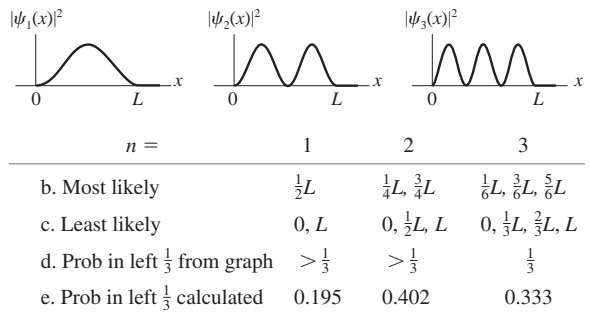 |ψ₁(x)|² |ψ₂(x)|² |ψ₃(x)|²
0 L x 0 L x 0 L x
n = 1 2 3
b. Most likely ½L ¼L, ¾L ⅙L, 3/6L, ⅚L
c. Least likely 0, L 0, ½L, L 0, ⅓L, ⅔L, L
d. Prob in left ⅓ from graph >⅓ >⅓ ⅓
e. Prob in left ⅓ calculated 0.195 0.402 0.333